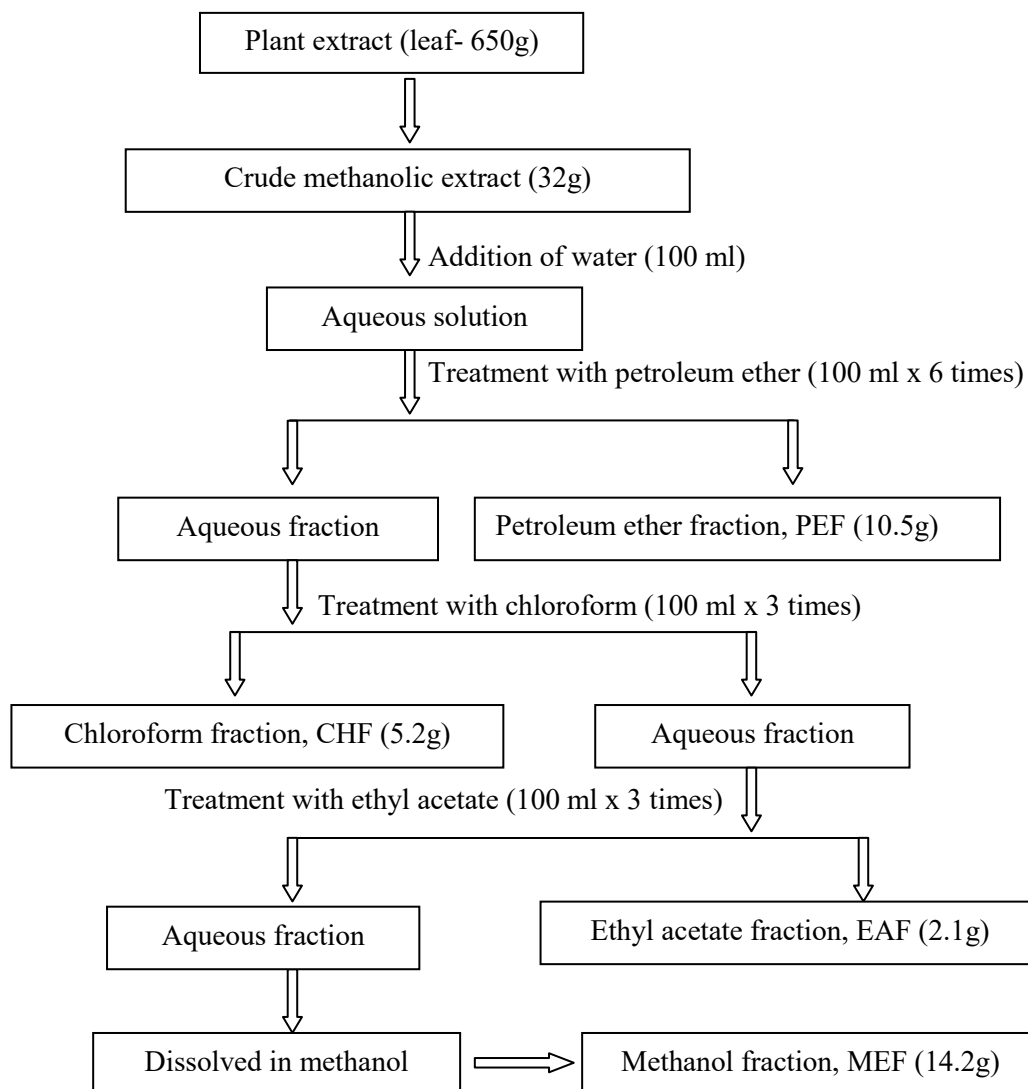 Plant extract (leaf- 650g)
Crude methanolic extract (32g)
Addition of water (100 ml)
Aqueous solution
Treatment with petroleum ether (100 ml x 6 times)
Aqueous fraction
Petroleum ether fraction, PEF (10.5g)
Treatment with chloroform (100 ml x 3 times)
Chloroform fraction, CHF (5.2g)
Aqueous fraction
Treatment with ethyl acetate (100 ml x 3 times)
Aqueous fraction
Ethyl acetate fraction, EAF (2.1g)
Dissolved in methanol
Methanol fraction, MEF (14.2g)